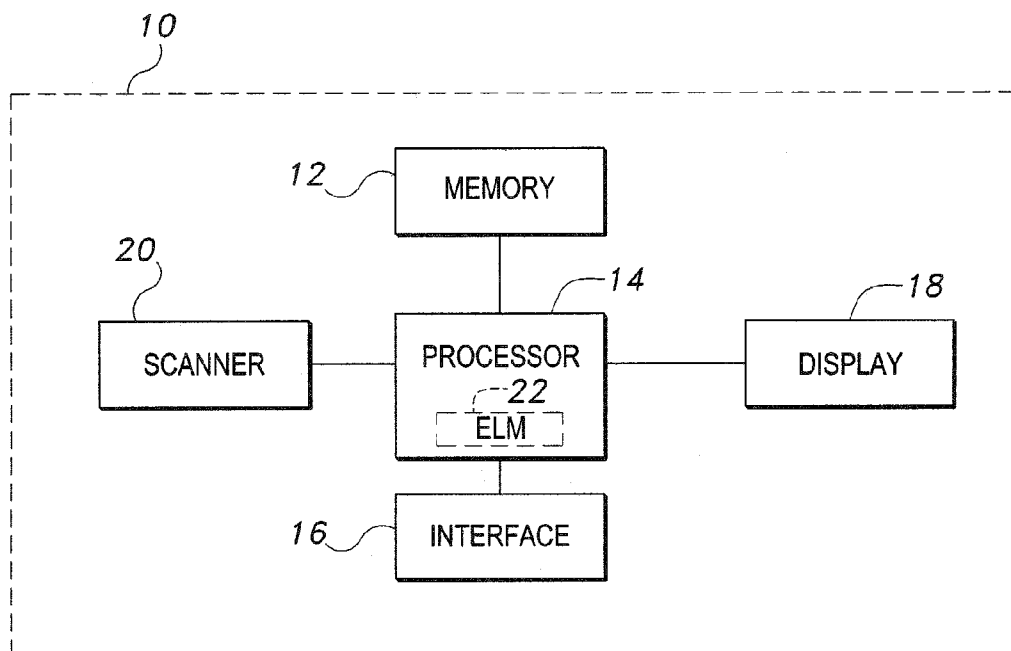 10
12
MEMORY
20
14
18
SCANNER
PROCESSOR
DISPLAY
22
ELM
16
INTERFACE